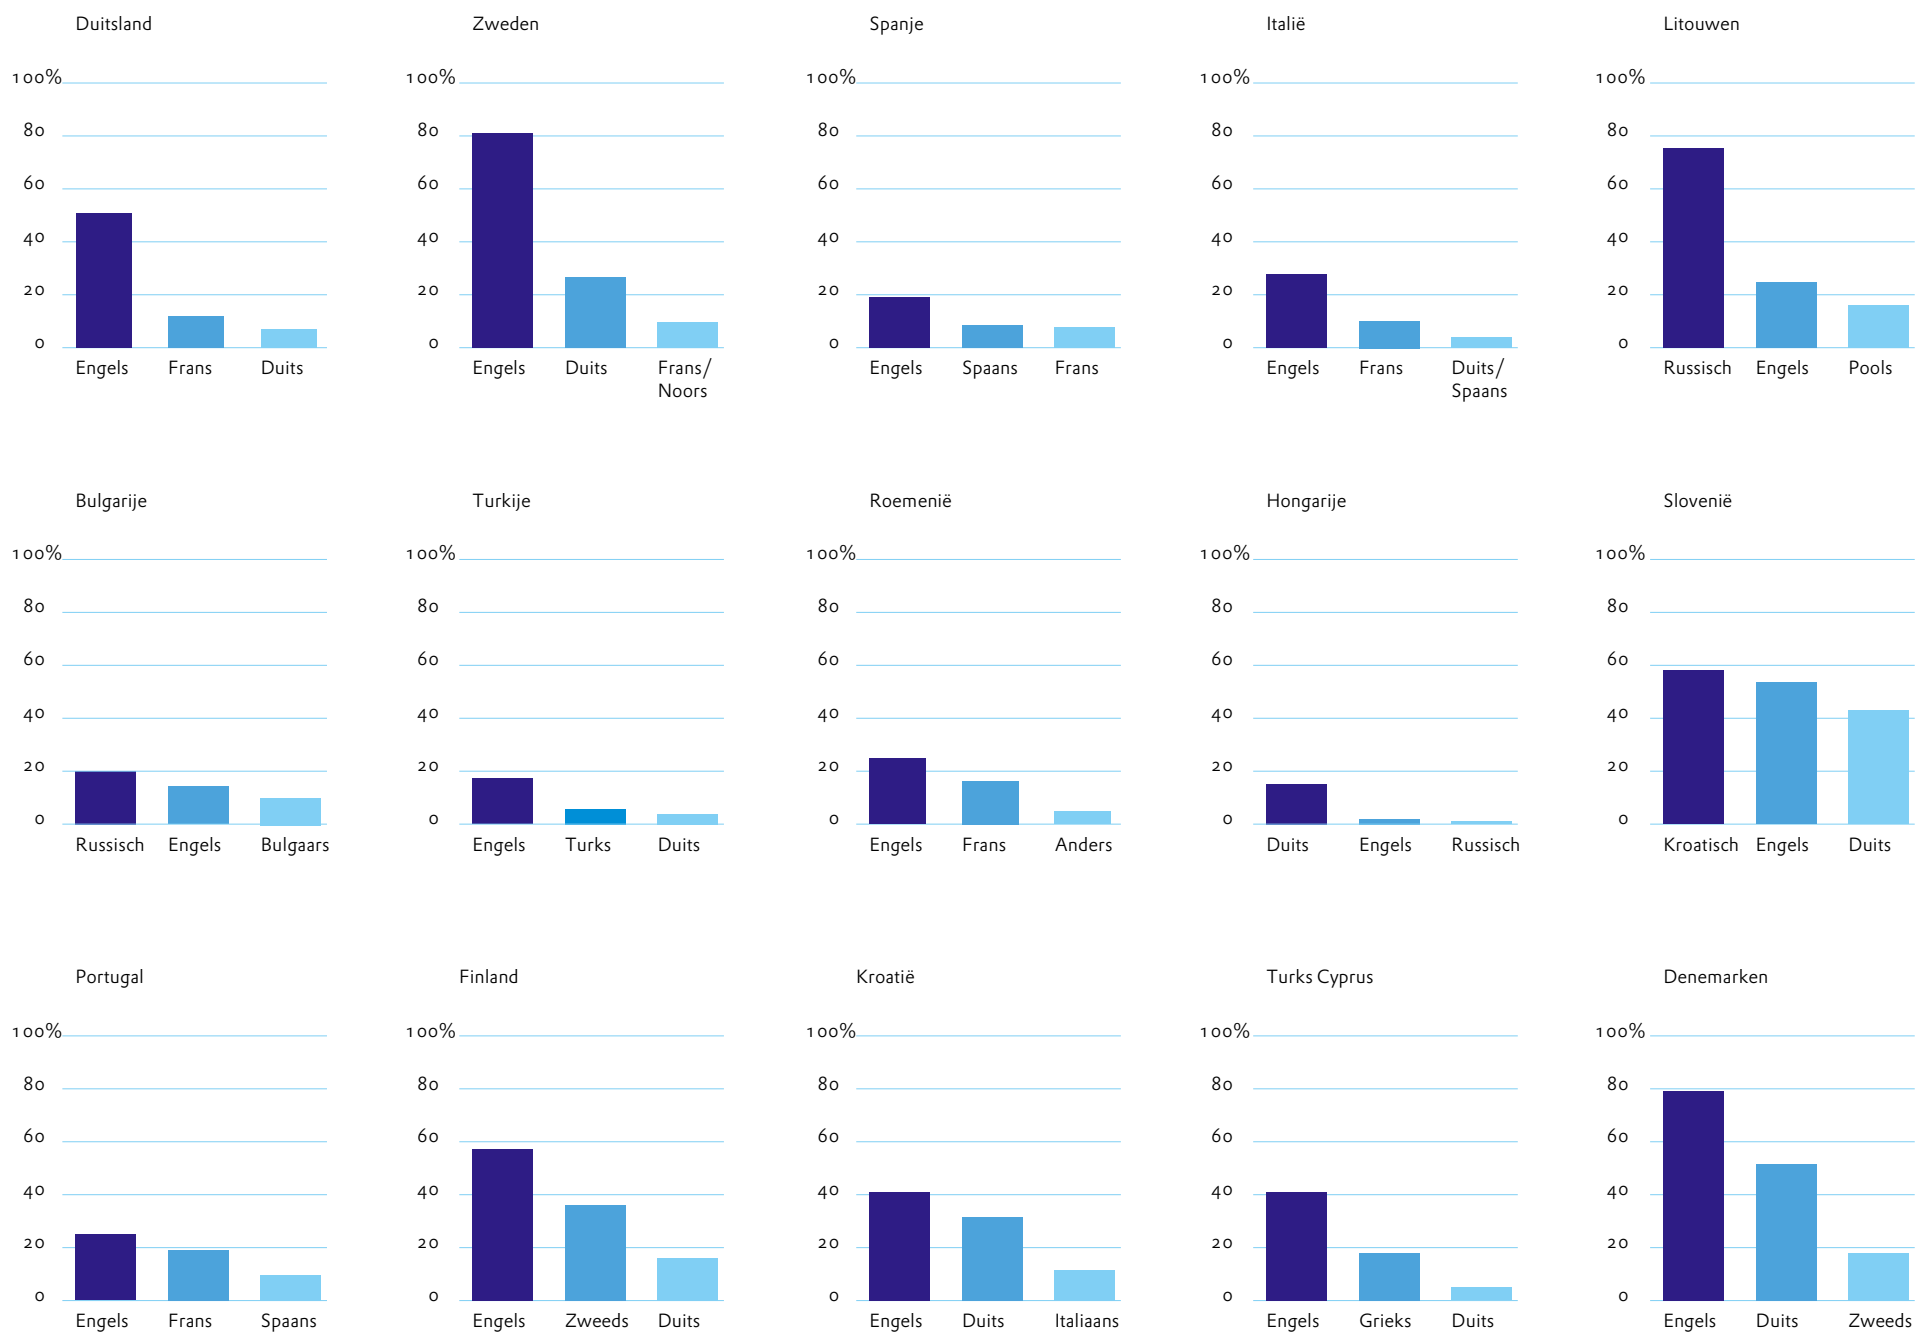 Duitsland
100%
80
60
40
20
0
Engels Frans Duits
Zweden
100%
80
60
40
20
0
Engels Duits Frans/
Noors
Spanje
100%
80
60
40
20
0
Engels Spaans Frans
Italië
100%
80
60
40
20
0
Engels Frans Duits/
Spaans
Litouwen
100%
80
60
40
20
0
Russisch Engels Pools
Bulgarije
100%
80
60
40
20
0
Russisch Engels Bulgaars
Turkije
100%
80
60
40
20
0
Engels Turks Duits
Roemenië
100%
80
60
40
20
0
Engels Frans Anders
Hongarije
100%
80
60
40
20
0
Duits Engels Russisch
Slovenië
100%
80
60
40
20
0
Kroatisch Engels Duits
Portugal
100%
80
60
40
20
0
Engels Frans Spaans
Finland
100%
80
60
40
20
0
Engels Zweeds Duits
Kroatië
100%
80
60
40
20
0
Engels Duits Italiaans
Turks Cyprus
100%
80
60
40
20
0
Engels Grieks Duits
Denemarken
100%
80
60
40
20
0
Engels Duits Zweeds